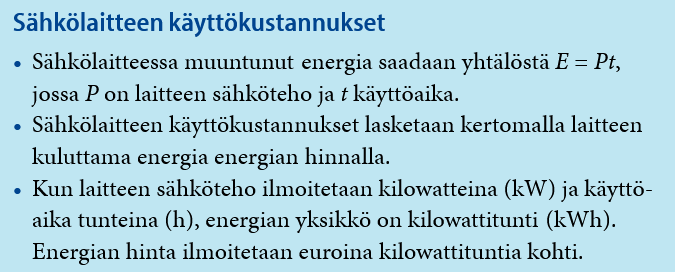 Sähkölaitteen käyttökustannukset
• Sähkölaitteessa muuntunut energia saadaan yhtälöstä E = Pt,
jossa P on laitteen sähköteho ja t käyttöaika.
• Sähkölaitteen käyttökustannukset lasketaan kertomalla laitteen
kuluttama energia energian hinnalla.
• Kun laitteen sähköteho ilmoitetaan kilowatteina (kW) ja käyttö-
aika tunteina (h), energian yksikkö on kilowattitunti (kWh).
Energian hinta ilmoitetaan euroina kilowattituntia kohti.